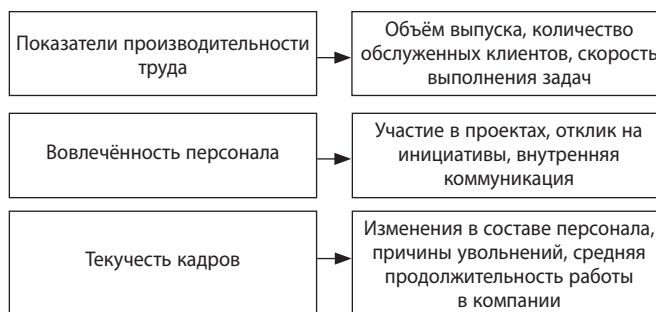 Показатели производительности
труда
Объём выпуска, количество
обслуженных клиентов, скорость
выполнения задач
Вовлечённость персонала
Участие в проектах, отклик на
инициативы, внутренняя
коммуникация
Текучесть кадров
Изменения в составе персонала,
причины увольнений, средняя
продолжительность работы
в компании